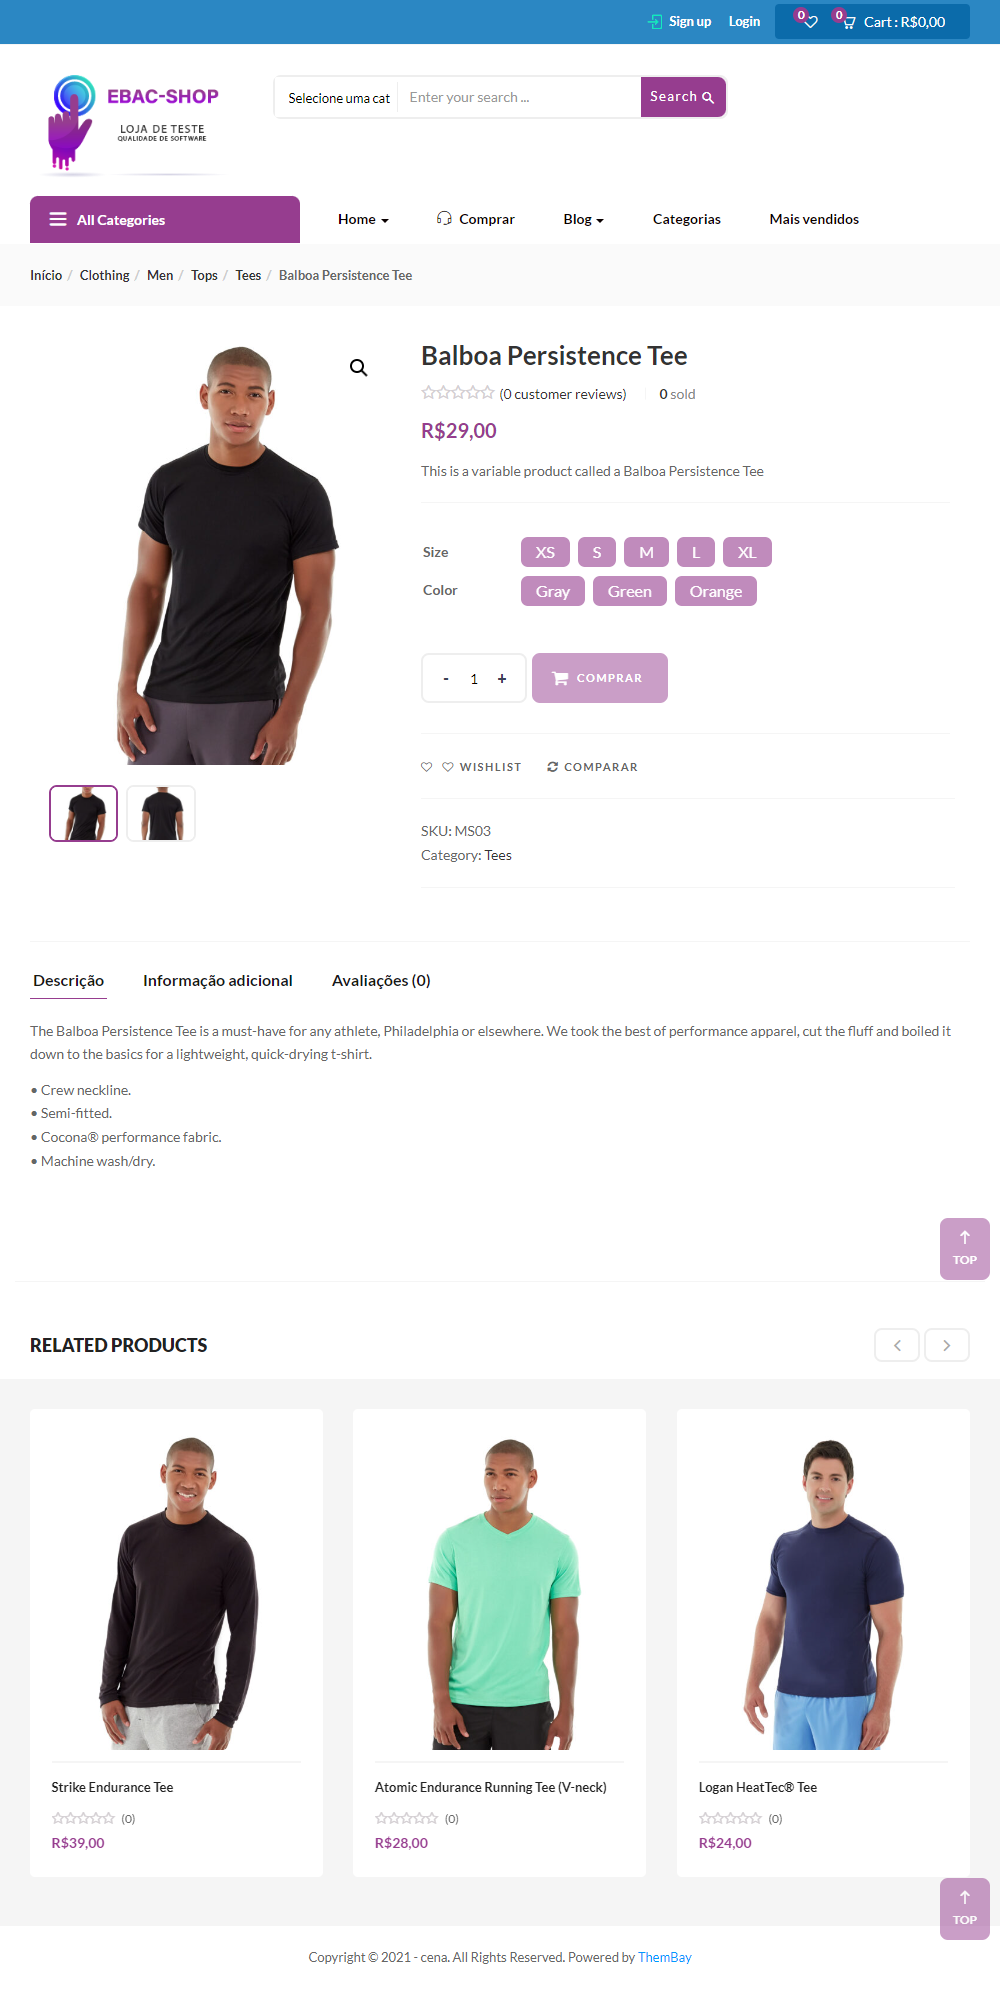 Sign up Login 0 0 Cart : R$0,00
EBAC-SHOP
LOJA DE TESTE
QUALIDADE DE SOFTWARE
Selecione uma cat Enter your search ... Search
All Categories Home Comprar Blog Categorias Mais vendidos
Início / Clothing / Men / Tops / Tees / Balboa Persistence Tee
Balboa Persistence Tee
(0 customer reviews) 0 sold
R$29,00
This is a variable product called a Balboa Persistence Tee
Size XS S M L XL
Color Gray Green Orange
- 1 + COMPRAR
WISHLIST COMPARAR
SKU: MS03
Category: Tees
Descrição Informação adicional Avaliações (0)
The Balboa Persistence Tee is a must-have for any athlete, Philadelphia or elsewhere. We took the best of performance apparel, cut the fluff and boiled it
down to the basics for a lightweight, quick-drying t-shirt.
• Crew neckline.
• Semi-fitted.
• Cocona® performance fabric.
• Machine wash/dry.
TOP
RELATED PRODUCTS
Strike Endurance Tee
(0)
R$39,00
Atomic Endurance Running Tee (V-neck)
(0)
R$28,00
Logan HeatTec® Tee
(0)
R$24,00
TOP
Copyright © 2021 - cena. All Rights Reserved. Powered by ThemBay